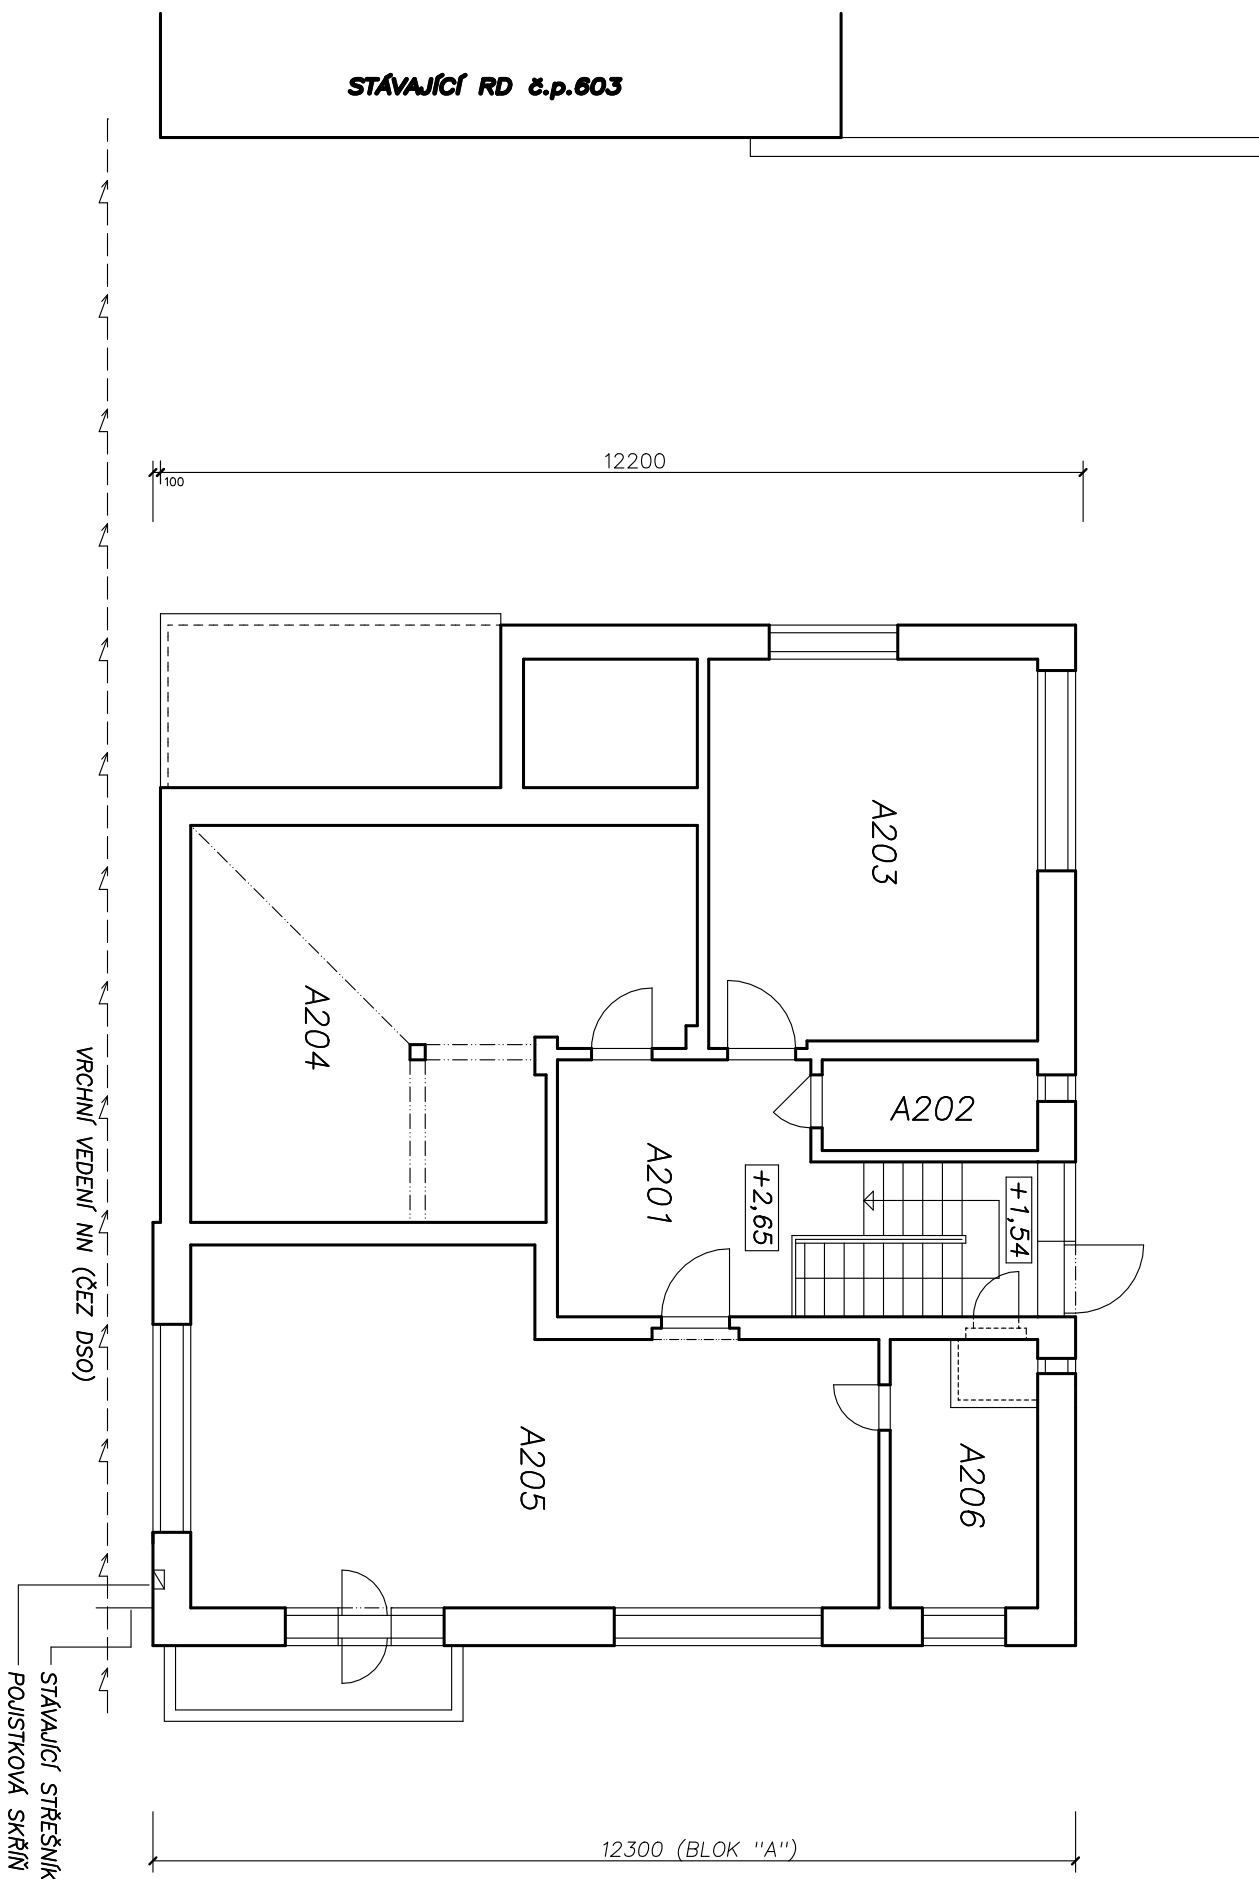 STÁVAJÍCÍ RD č.p.603
12200
100
A203
A204
A202
A201
+2,65
+1,54
VRCHNÍ VEDENÍ NN (ČEZ DSO)
A205
A206
STÁVAJÍCÍ STŘEŠNÍK
POJISTKOVÁ SKŘÍŇ
12300 (BLOK "A")